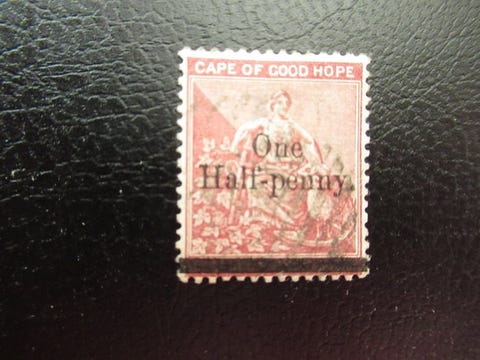 CAPE OF GOOD HOPE
One
Half-penny.